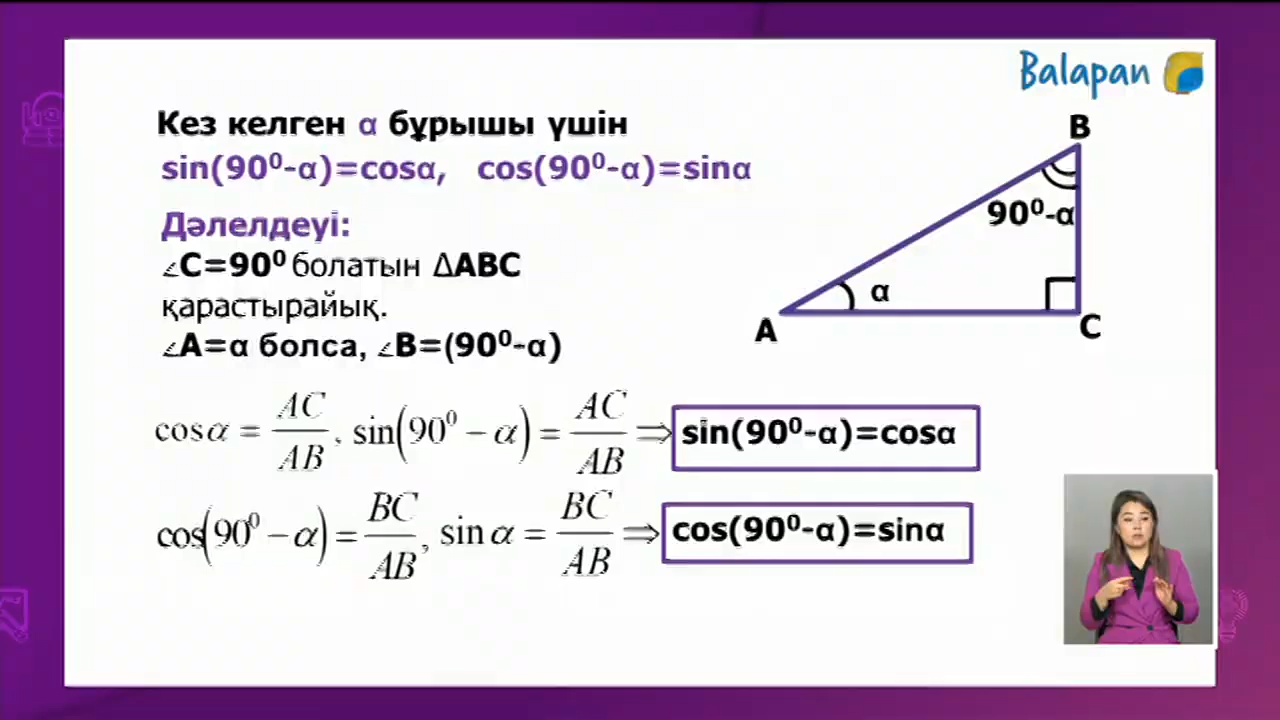 Balapan
Кез келген α бұрышы үшін
sin(90⁰-α)=cosα, cos(90⁰-α)=sinα
Дәлелдеуі:
∠C=90⁰ болатын ΔABC
қарастырайық.
∠A=α болса, ∠B=(90⁰-α)
B
90⁰-α
α
A
C
cosα = AC/AB, sin(90⁰ − α) = AC/AB ⇒ sin(90⁰-α)=cosα
cos(90⁰ − α) = BC/AB, sin α = BC/AB ⇒ cos(90⁰-α)=sinα